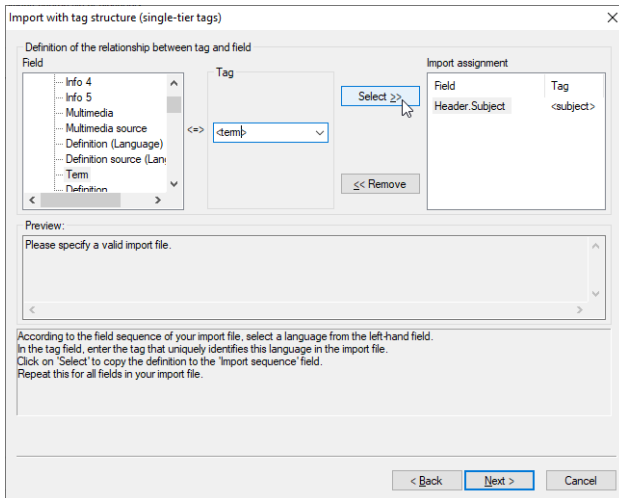 Import with tag structure (single-tier tags)
Definition of the relationship between tag and field
Field
Info 4
Info 5
Multimedia
Multimedia source
Definition (Language)
Definition source (Lan
Term
Definition
<=>
Tag
<term>
Select >>
<< Remove
Import assignment
Field Tag
Header.Subject <subject>
Preview:
Please specify a valid import file.
According to the field sequence of your import file, select a language from the left-hand field.
In the tag field, enter the tag that uniquely identifies this language in the import file.
Click on 'Select' to copy the definition to the 'Import sequence' field.
Repeat this for all fields in your import file.
< Back Next > Cancel